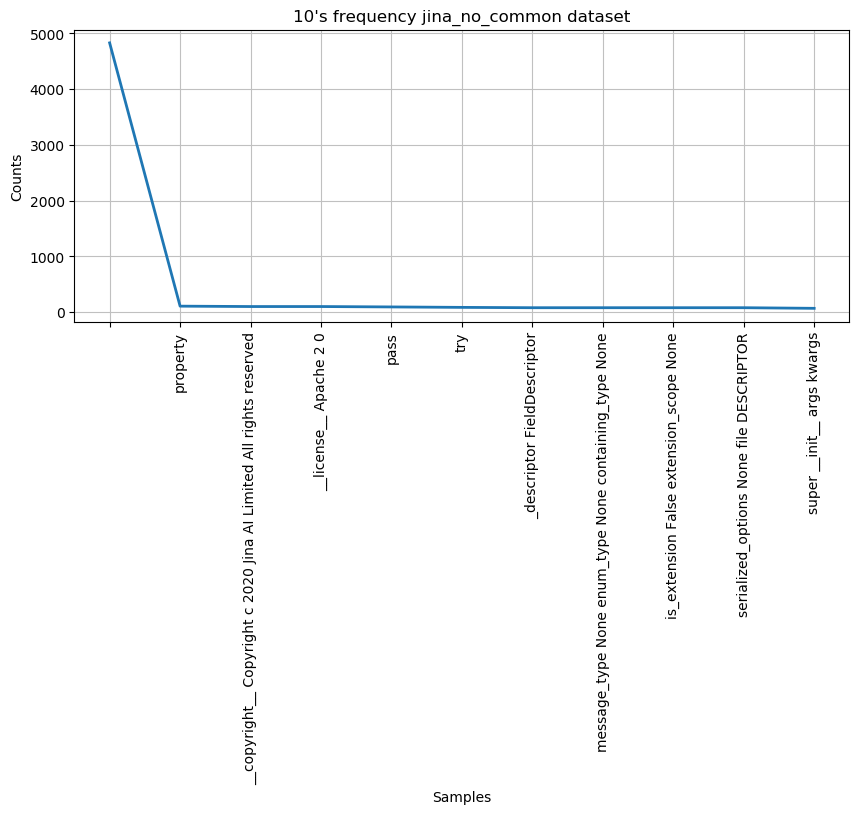 10's frequency jina_no_common dataset
Counts
5000
4000
3000
2000
1000
0
property
__copyright__ Copyright c 2020 Jina AI Limited All rights reserved
__license__ Apache 2 0
pass
try
_descriptor FieldDescriptor
message_type None enum_type None containing_type None
is_extension False extension_scope None
serialized_options None file DESCRIPTOR
super __init__ args kwargs
Samples